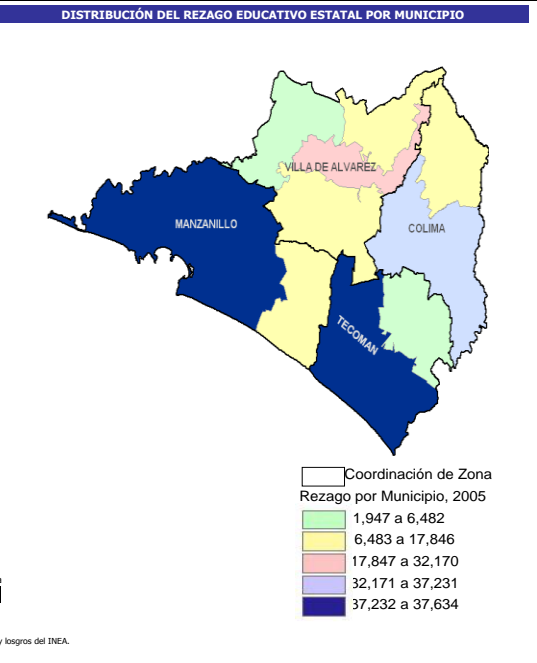 DISTRIBUCIÓN DEL REZAGO EDUCATIVO ESTATAL POR MUNICIPIO
VILLA DE ALVAREZ
MANZANILLO
COLIMA
TECOMAN
Coordinación de Zona
Rezago por Municipio, 2005
1,947 a 6,482
6,483 a 17,846
17,847 a 32,170
32,171 a 37,231
37,232 a 37,634
y losgros del INEA.